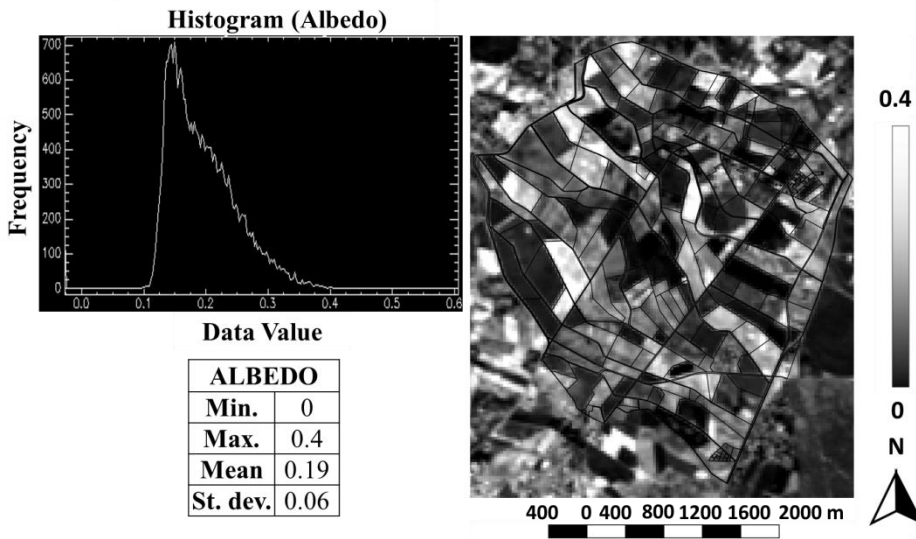 Histogram (Albedo)
Frequency
700
600
500
400
300
200
100
0
0.0 0.1 0.2 0.3 0.4 0.5 0.6
Data Value
ALBEDO
Min. 0
Max. 0.4
Mean 0.19
St. dev. 0.06
0.4
0
N
400 0 400 800 1200 1600 2000 m